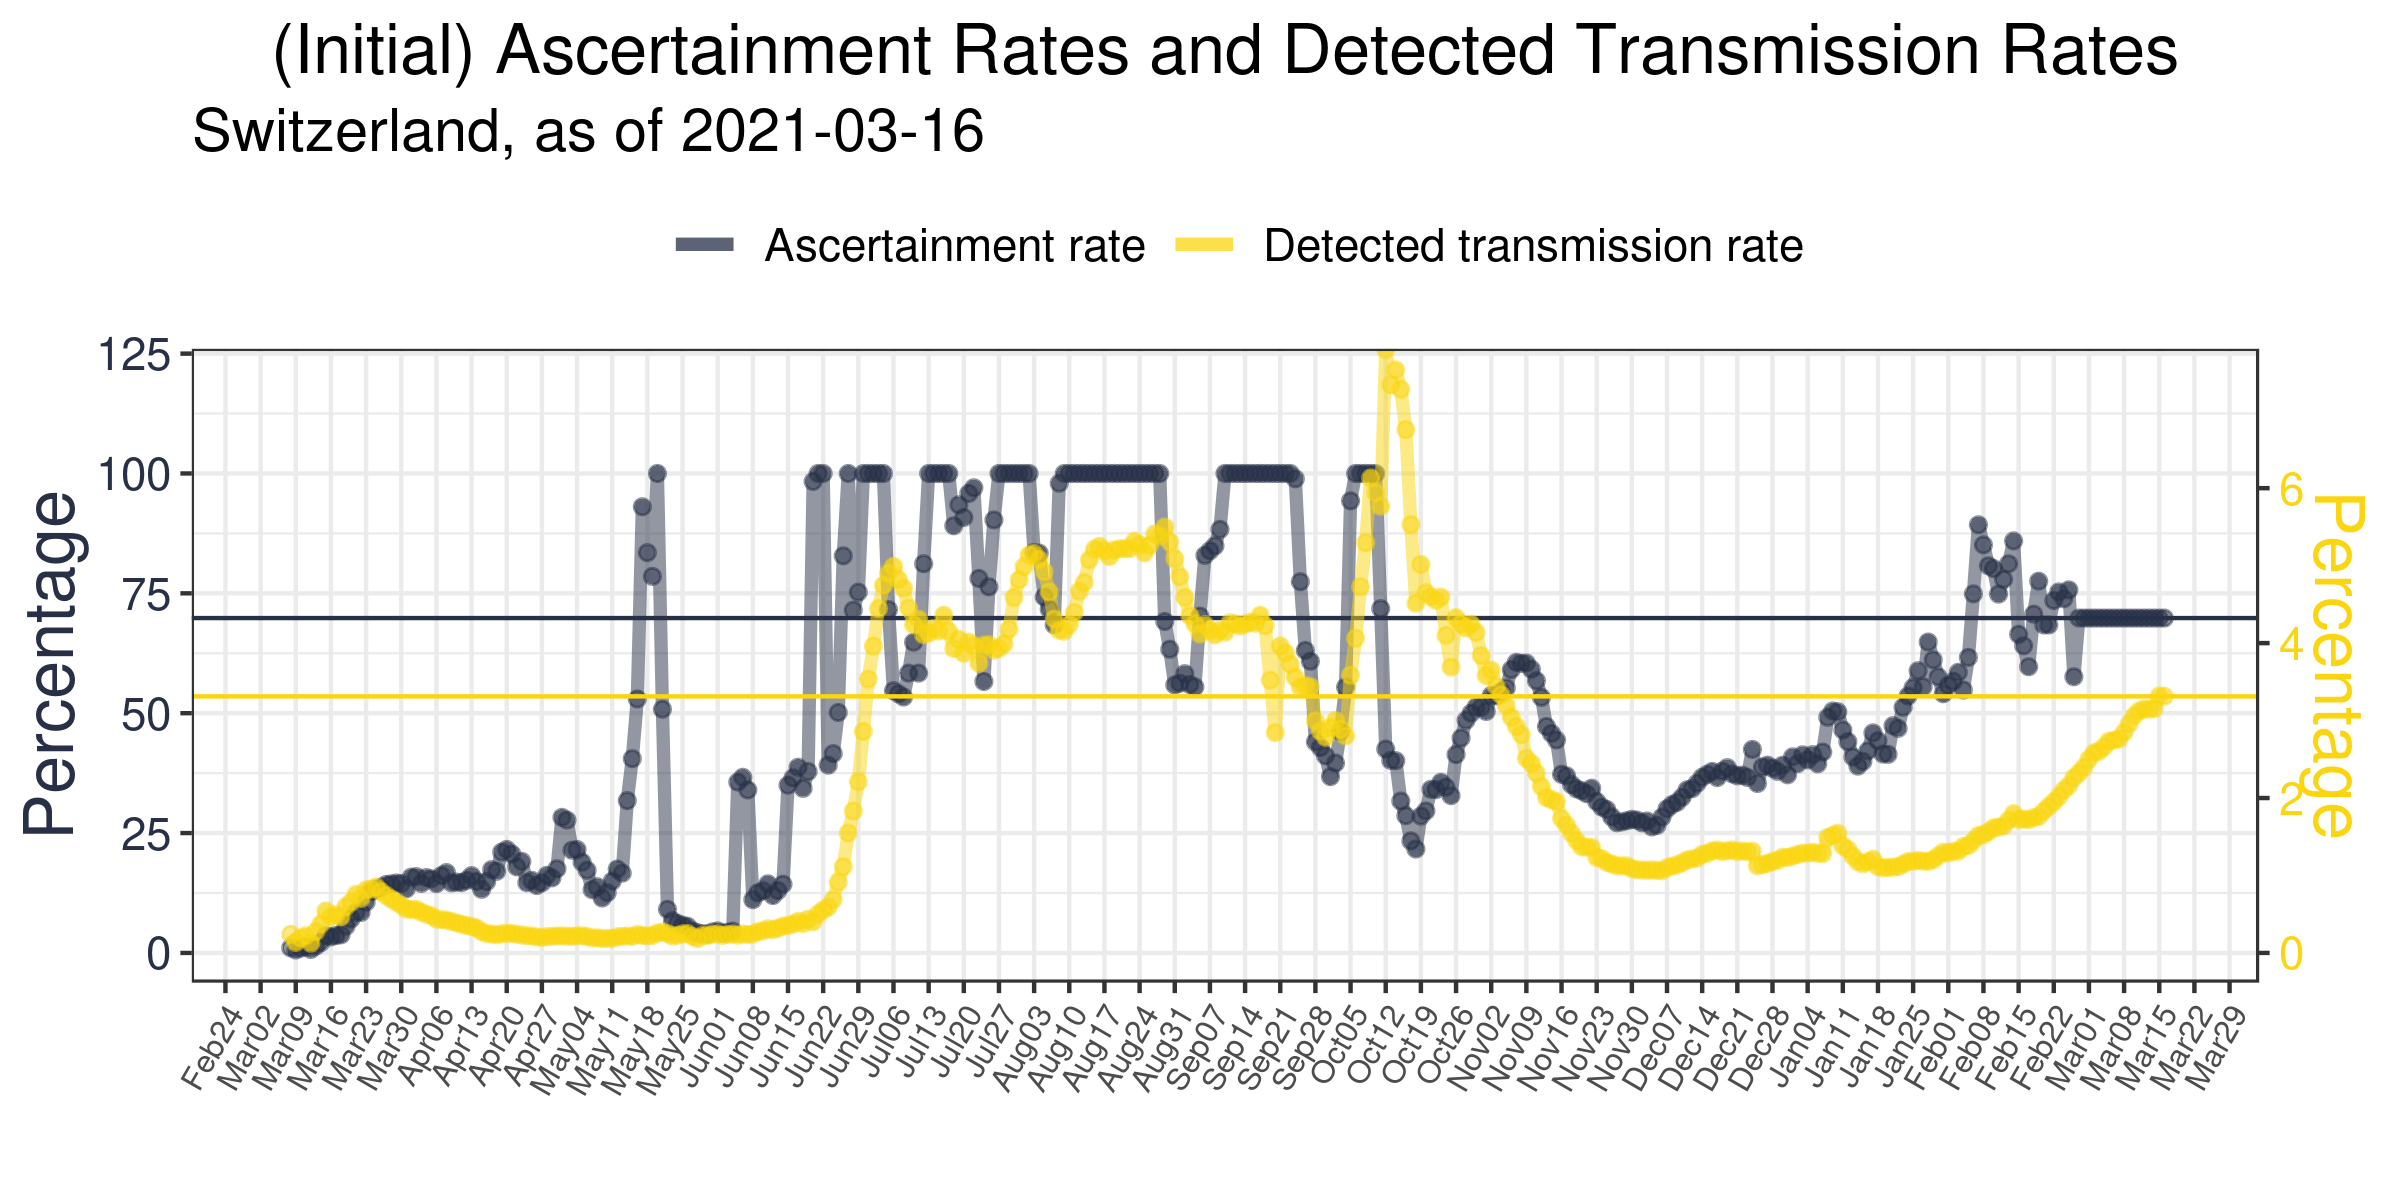 (Initial) Ascertainment Rates and Detected Transmission Rates
Switzerland, as of 2021-03-16
Ascertainment rate
Detected transmission rate
Percentage
125
100
75
50
25
0
6
4
2
0
Percentage
Feb24
Mar02
Mar09
Mar16
Mar23
Mar30
Apr06
Apr13
Apr20
Apr27
May04
May11
May18
May25
Jun01
Jun08
Jun15
Jun22
Jun29
Jul06
Jul13
Jul20
Jul27
Aug03
Aug10
Aug17
Aug24
Aug31
Sep07
Sep14
Sep21
Sep28
Oct05
Oct12
Oct19
Oct26
Nov02
Nov09
Nov16
Nov23
Nov30
Dec07
Dec14
Dec21
Dec28
Jan04
Jan11
Jan18
Jan25
Feb01
Feb08
Feb15
Feb22
Mar01
Mar08
Mar15
Mar22
Mar29